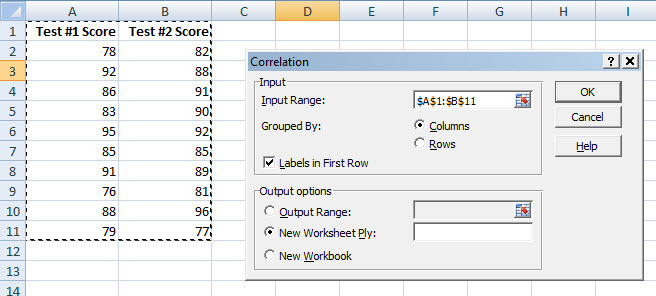 A B C D E F G H I
1 Test #1 Score Test #2 Score
2 78 82
3 92 88
4 86 91
5 83 90
6 95 92
7 85 85
8 91 89
9 76 81
10 88 96
11 79 77
12
13
14
Correlation ? ×
Input
Input Range: $A$1:$B$11 OK
Grouped By: Columns Cancel
Rows
Labels in First Row Help
Output options
Output Range:
New Worksheet Ply:
New Workbook